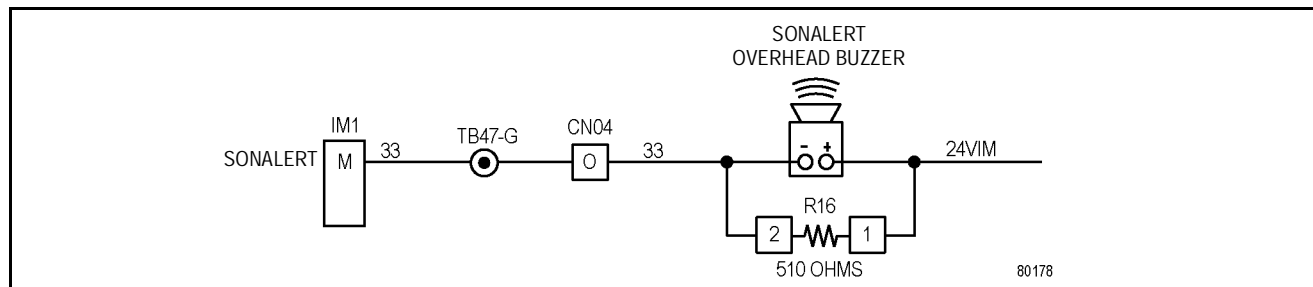 SONALERT
OVERHEAD BUZZER
IM1
TB47-G
CN04
SONALERT
M
33
O
33
- +
24VIM
R16
2
1
510 OHMS
80178